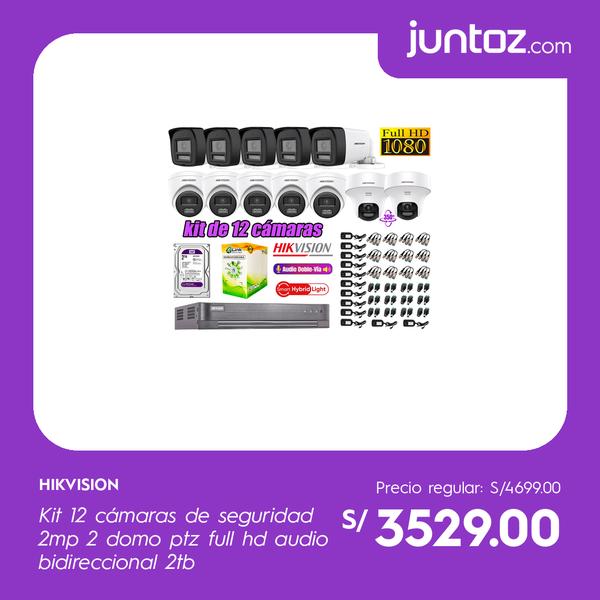 juntoz.com
Full HD
1080
360°
kit de 12 cámaras
HIKVISION
Audio Doble-Vía
Smart Hybrid Light
HIKVISION
Precio regular: S/4699.00
Kit 12 cámaras de seguridad
2mp 2 domo ptz full hd audio
bidireccional 2tb
S/ 3529.00